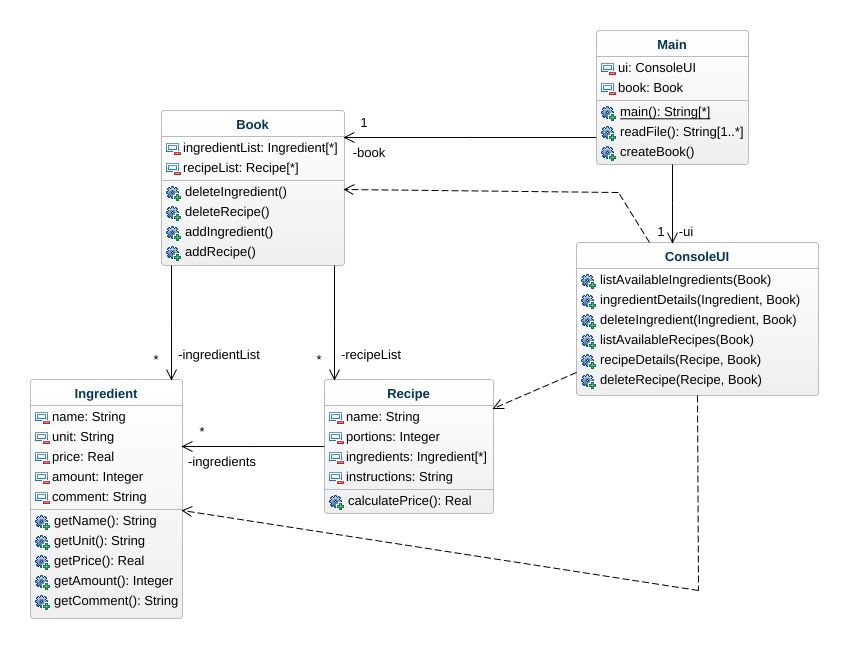 Main
ui: ConsoleUI
book: Book
main(): String[*]
readFile(): String[1..*]
createBook()
Book
ingredientList: Ingredient[*]
recipeList: Recipe[*]
deleteIngredient()
deleteRecipe()
addIngredient()
addRecipe()
1
-book
1
-ui
ConsoleUI
listAvailableIngredients(Book)
ingredientDetails(Ingredient, Book)
deleteIngredient(Ingredient, Book)
listAvailableRecipes(Book)
recipeDetails(Recipe, Book)
deleteRecipe(Recipe, Book)
*
-ingredientList
*
-recipeList
Ingredient
name: String
unit: String
price: Real
amount: Integer
comment: String
getName(): String
getUnit(): String
getPrice(): Real
getAmount(): Integer
getComment(): String
*
-ingredients
Recipe
name: String
portions: Integer
ingredients: Ingredient[*]
instructions: String
calculatePrice(): Real